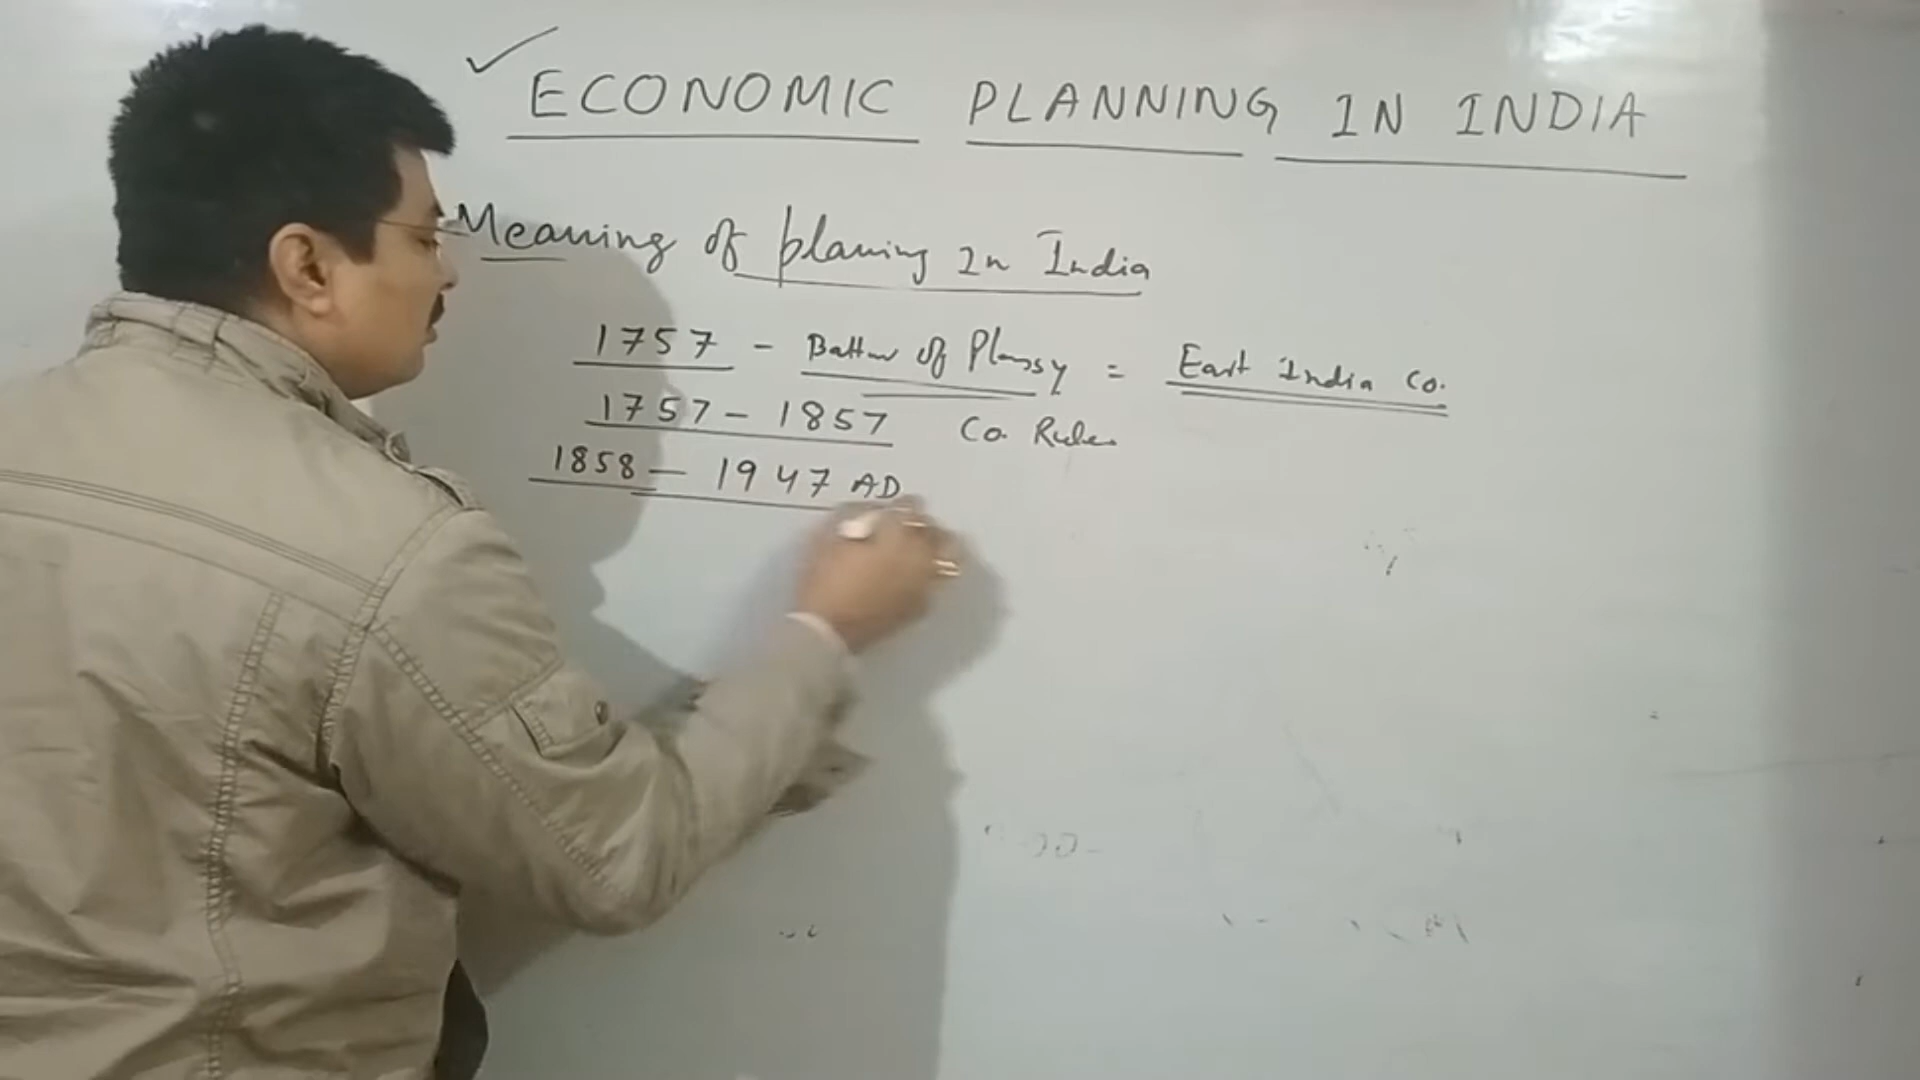 ECONOMIC PLANNING IN INDIA
Meaning of planing In India
1757 - Battle of Plassy = East India Co.
1757 - 1857 Co. Rule
1858 - 1947 AD